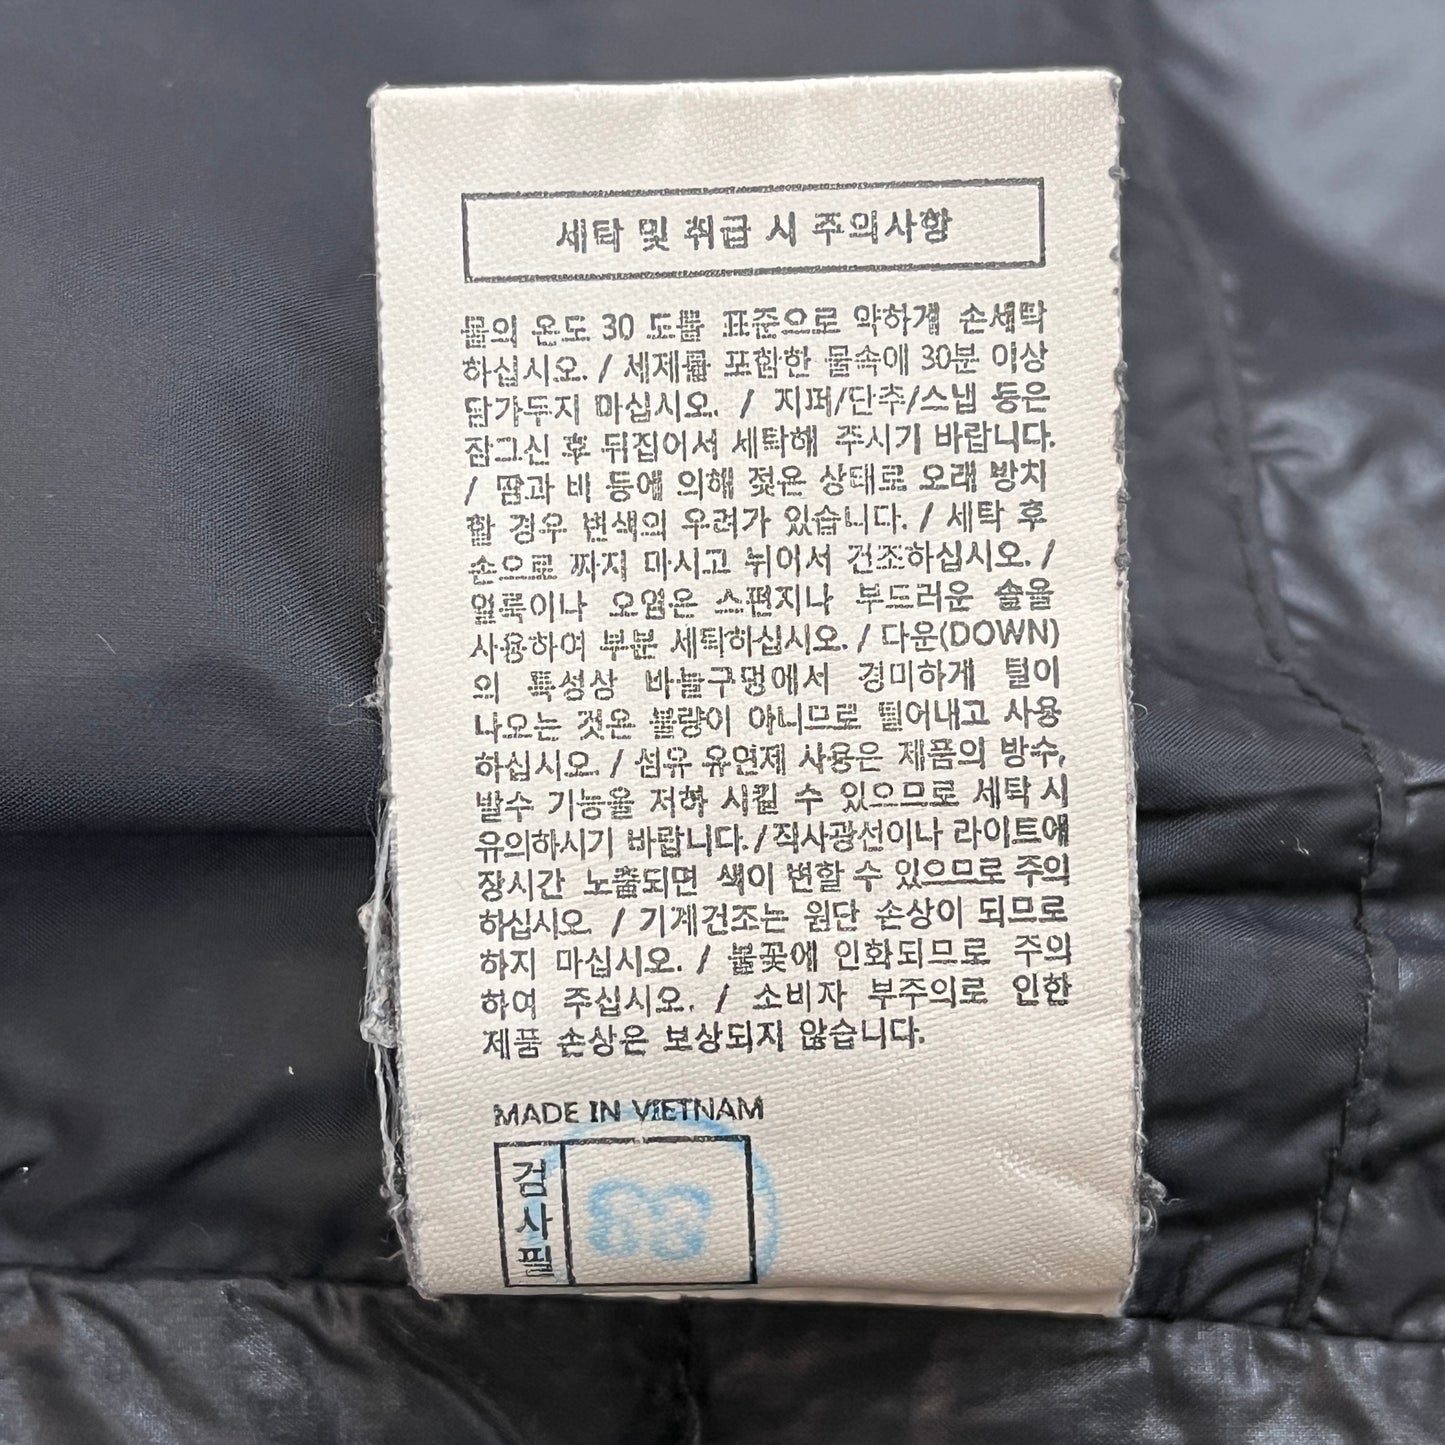 세탁 및 취급 시 주의사항
물의 온도 30 도를 표준으로 약하게 손세탁
하십시오. / 세제를 포함한 물속에 30분 이상
담가두지 마십시오. / 지퍼/단추/스냅 등은
잠그신 후 뒤집어서 세탁해 주시기 바랍니다.
/ 땀과 비 등에 의해 젖은 상태로 오래 방치
할 경우 변색의 우려가 있습니다. / 세탁 후
손으로 짜지 마시고 뉘어서 건조하십시오. /
얼룩이나 오염은 스펀지나 부드러운 솔을
사용하여 부분 세탁하십시오. / 다운(DOWN)
의 특성상 바늘구멍에서 경미하게 털이
나오는 것은 불량이 아니므로 털어내고 사용
하십시오. / 섬유 유연제 사용은 제품의 방수,
발수 기능을 저하 시킬 수 있으므로 세탁 시
유의하시기 바랍니다. / 직사광선이나 라이트에
장시간 노출되면 색이 변할 수 있으므로 주의
하십시오. / 기계건조는 원단 손상이 되므로
하지 마십시오. / 불꽃에 인화되므로 주의
하여 주십시오. / 소비자 부주의로 인한
제품 손상은 보상되지 않습니다.
MADE IN VIETNAM
검사필